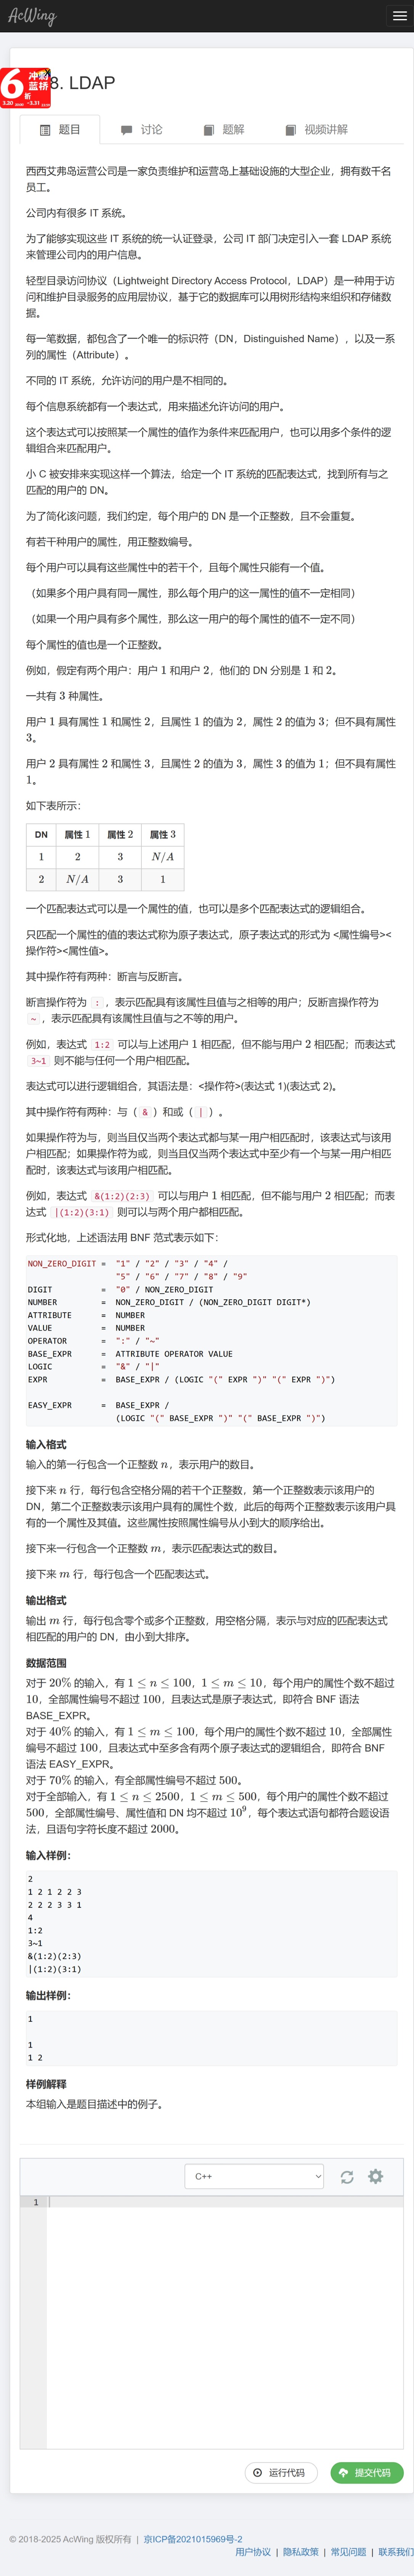 AcWing
6折
冲刺
蓝桥
3.20 -3.31
8. LDAP
题目 讨论 题解 视频讲解
西西艾弗岛运营公司是一家负责维护和运营岛上基础设施的大型企业，拥有数千名
员工。
公司内有很多 IT 系统。
为了能够实现这些 IT 系统的统一认证登录，公司 IT 部门决定引入一套 LDAP 系统
来管理公司内的用户信息。
轻型目录访问协议（Lightweight Directory Access Protocol，LDAP）是一种用于访
问和维护目录服务的应用层协议，基于它的数据库可以用树形结构来组织和存储数
据。
每一笔数据，都包含了一个唯一的标识符（DN，Distinguished Name），以及一系
列的属性（Attribute）。
不同的 IT 系统，允许访问的用户是不相同的。
每个信息系统都有一个表达式，用来描述允许访问的用户。
这个表达式可以按照某一个属性的值作为条件来匹配用户，也可以用多个条件的逻
辑组合来匹配用户。
小 C 被安排来实现这样一个算法，给定一个 IT 系统的匹配表达式，找到所有与之
匹配的用户的 DN。
为了简化该问题，我们约定，每个用户的 DN 是一个正整数，且不会重复。
有若干种用户的属性，用正整数编号。
每个用户可以具有这些属性中的若干个，且每个属性只能有一个值。
（如果多个用户具有同一属性，那么每个用户的这一属性的值不一定相同）
（如果一个用户具有多个属性，那么这一用户的每个属性的值不一定不同）
每个属性的值也是一个正整数。
例如，假定有两个用户：用户 1 和用户 2，他们的 DN 分别是 1 和 2。
一共有 3 种属性。
用户 1 具有属性 1 和属性 2，且属性 1 的值为 2，属性 2 的值为 3；但不具有属性
3。
用户 2 具有属性 2 和属性 3，且属性 2 的值为 3，属性 3 的值为 1；但不具有属性
1。
如下表所示：
DN 属性 1 属性 2 属性 3
1 2 3 N/A
2 N/A 3 1
一个匹配表达式可以是一个属性的值，也可以是多个匹配表达式的逻辑组合。
只匹配一个属性的值的表达式称为原子表达式，原子表达式的形式为 <属性编号><
操作符><属性值>。
其中操作符有两种：断言与反断言。
断言操作符为 : ，表示匹配具有该属性且值与之相等的用户；反断言操作符为
~ ，表示匹配具有该属性且值与之不等的用户。
例如，表达式 1:2 可以与上述用户 1 相匹配，但不能与用户 2 相匹配；而表达式
3~1 则不能与任何一个用户相匹配。
表达式可以进行逻辑组合，其语法是：<操作符>(表达式 1)(表达式 2)。
其中操作符有两种：与（ & ）和或（ | ）。
如果操作符为与，则当且仅当两个表达式都与某一用户相匹配时，该表达式与该用
户相匹配；如果操作符为或，则当且仅当两个表达式中至少有一个与某一用户相匹
配时，该表达式与该用户相匹配。
例如，表达式 &(1:2)(2:3) 可以与用户 1 相匹配，但不能与用户 2 相匹配；而表
达式 |(1:2)(3:1) 则可以与两个用户都相匹配。
形式化地，上述语法用 BNF 范式表示如下：
NON_ZERO_DIGIT = "1" / "2" / "3" / "4" /
"5" / "6" / "7" / "8" / "9"
DIGIT = "0" / NON_ZERO_DIGIT
NUMBER = NON_ZERO_DIGIT / (NON_ZERO_DIGIT DIGIT*)
ATTRIBUTE = NUMBER
VALUE = NUMBER
OPERATOR = ":" / "~"
BASE_EXPR = ATTRIBUTE OPERATOR VALUE
LOGIC = "&" / "|"
EXPR = BASE_EXPR / (LOGIC "(" EXPR ")" "(" EXPR ")")
EASY_EXPR = BASE_EXPR /
(LOGIC "(" BASE_EXPR ")" "(" BASE_EXPR ")")
输入格式
输入的第一行包含一个正整数 n，表示用户的数目。
接下来 n 行，每行包含空格分隔的若干个正整数，第一个正整数表示该用户的
DN，第二个正整数表示该用户具有的属性个数，此后的每两个正整数表示该用户具
有的一个属性及其值。这些属性按照属性编号从小到大的顺序给出。
接下来一行包含一个正整数 m，表示匹配表达式的数目。
接下来 m 行，每行包含一个匹配表达式。
输出格式
输出 m 行，每行包含零个或多个正整数，用空格分隔，表示与对应的匹配表达式
相匹配的用户的 DN，由小到大排序。
数据范围
对于 20% 的输入，有 1 ≤ n ≤ 100，1 ≤ m ≤ 10，每个用户的属性个数不超过
10，全部属性编号不超过 100，且表达式是原子表达式，即符合 BNF 语法
BASE_EXPR。
对于 40% 的输入，有 1 ≤ m ≤ 100，每个用户的属性个数不超过 10，全部属性
编号不超过 100，且表达式中至多含有两个原子表达式的逻辑组合，即符合 BNF
语法 EASY_EXPR。
对于 70% 的输入，有全部属性编号不超过 500。
对于全部输入，有 1 ≤ n ≤ 2500，1 ≤ m ≤ 500，每个用户的属性个数不超过
500，全部属性编号、属性值和 DN 均不超过 10⁹，每个表达式语句都符合题设语
法，且语句字符长度不超过 2000。
输入样例：
2
1 2 1 2 2 3
2 2 2 3 3 1
4
1:2
3~1
&(1:2)(2:3)
|(1:2)(3:1)
输出样例：
1
1
1 2
样例解释
本组输入是题目描述中的例子。
C++
1
运行代码 提交代码
© 2018-2025 AcWing 版权所有 | 京ICP备2021015969号-2
用户协议 | 隐私政策 | 常见问题 | 联系我们